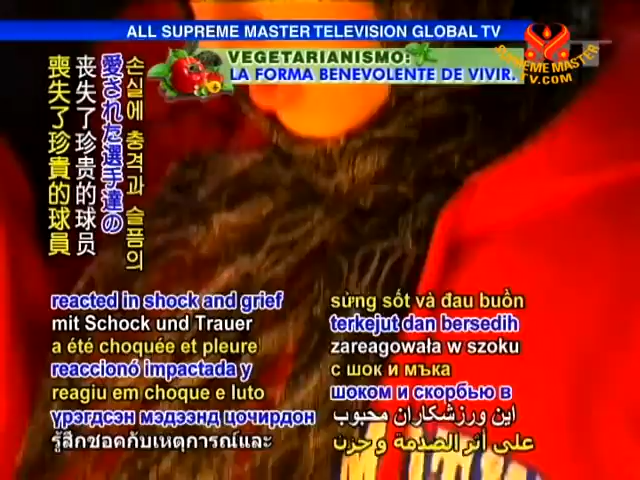 ALL SUPREME MASTER TELEVISION GLOBAL TV
SUPREME MASTER
TV.COM
VEGETARIANISMO:
LA FORMA BENEVOLENTE DE VIVIR.
손실에 충격과 슬픔의
愛された選手達の
丧失了珍贵的球员
喪失了珍貴的球員
reacted in shock and grief
mit Schock und Trauer
a été choquée et pleure
reaccionó impactada y
reagiu em choque e luto
үрэгдсэн мэдээнд цочирдон
รู้สึกชอคกับเหตุการณ์และ
sừng sốt và đau buồn
terkejut dan bersedih
zareagowała w szoku
с шок и мъка
шоком и скорбью в
این ورزشکاران محبوب
على أثر الصدمة و حزن